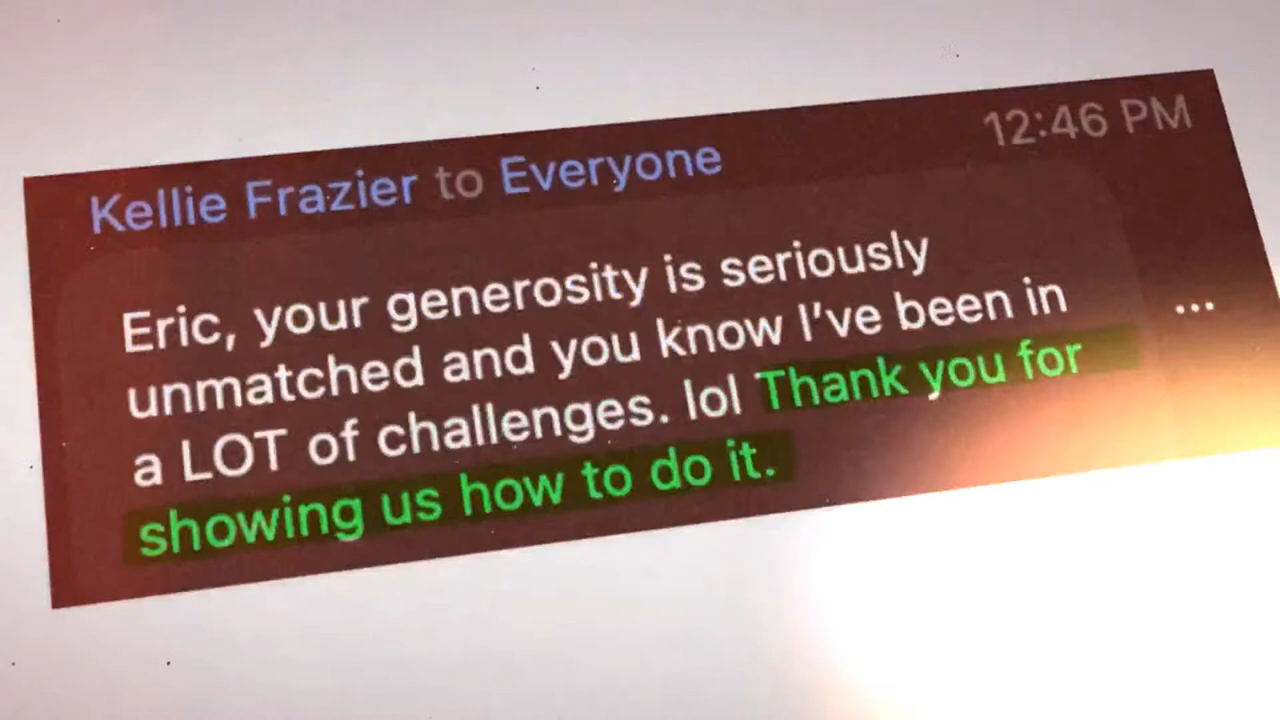 Kellie Frazier to Everyone 12:46 PM
Eric, your generosity is seriously
unmatched and you know I've been in
a LOT of challenges. lol Thank you for
showing us how to do it.
...